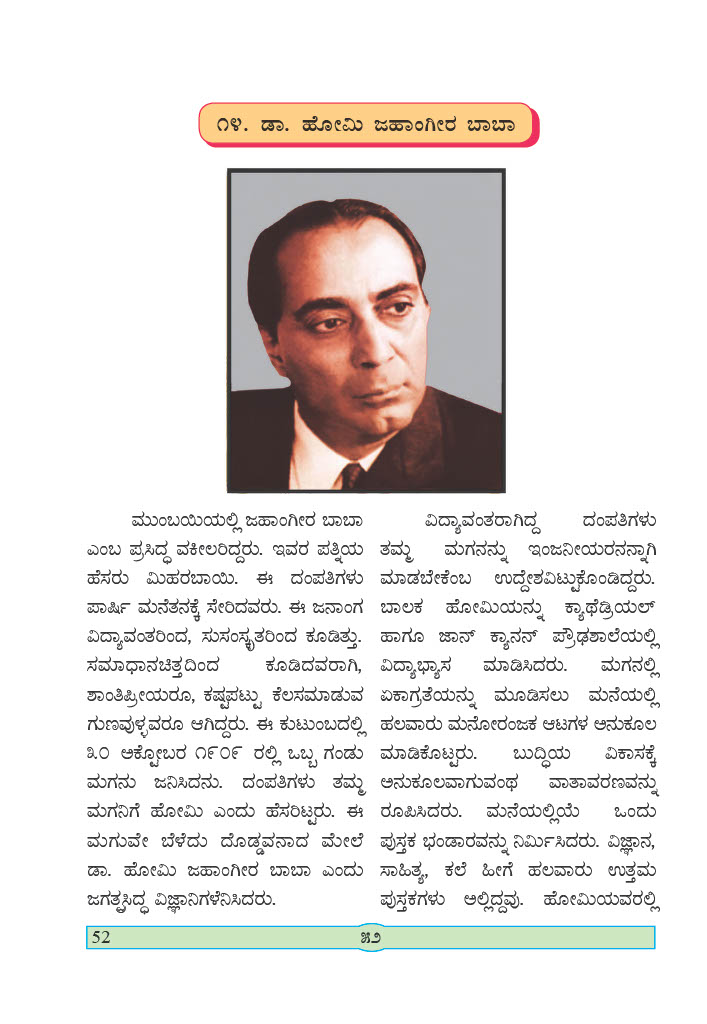 ೧೪. ಡಾ. ಹೋಮಿ ಜಹಾಂಗೀರ ಬಾಬಾ
ಮುಂಬಯಿಯಲ್ಲಿ ಜಹಾಂಗೀರ ಬಾಬಾ
ಎಂಬ ಪ್ರಸಿದ್ಧ ವಕೀಲರಿದ್ದರು. ಇವರ ಪತ್ನಿಯ
ಹೆಸರು ಮಿಹರಬಾಯಿ. ಈ ದಂಪತಿಗಳು
ಪಾರ್ಷಿ ಮನೆತನಕ್ಕೆ ಸೇರಿದವರು. ಈ ಜನಾಂಗ
ವಿದ್ಯಾವಂತರಿಂದ, ಸುಸಂಸ್ಕೃತರಿಂದ ಕೂಡಿತ್ತು.
ಸಮಾಧಾನಚಿತ್ತದಿಂದ ಕೂಡಿದವರಾಗಿ,
ಶಾಂತಿಪ್ರೀಯರೂ, ಕಷ್ಟಪಟ್ಟು ಕೆಲಸಮಾಡುವ
ಗುಣವುಳ್ಳವರೂ ಆಗಿದ್ದರು. ಈ ಕುಟುಂಬದಲ್ಲಿ
೩೦ ಅಕ್ಟೋಬರ ೧೯೦೯ ರಲ್ಲಿ ಒಬ್ಬ ಗಂಡು
ಮಗನು ಜನಿಸಿದನು. ದಂಪತಿಗಳು ತಮ್ಮ
ಮಗನಿಗೆ ಹೋಮಿ ಎಂದು ಹೆಸರಿಟ್ಟರು. ಈ
ಮಗುವೇ ಬೆಳೆದು ದೊಡ್ಡವನಾದ ಮೇಲೆ
ಡಾ. ಹೋಮಿ ಜಹಾಂಗೀರ ಬಾಬಾ ಎಂದು
ಜಗತ್ಪ್ರಸಿದ್ಧ ವಿಜ್ಞಾನಿಗಳೆನಿಸಿದರು.
ವಿದ್ಯಾವಂತರಾಗಿದ್ದ ದಂಪತಿಗಳು
ತಮ್ಮ ಮಗನನ್ನು ಇಂಜನೀಯರನನ್ನಾಗಿ
ಮಾಡಬೇಕೆಂಬ ಉದ್ದೇಶವಿಟ್ಟುಕೊಂಡಿದ್ದರು.
ಬಾಲಕ ಹೋಮಿಯನ್ನು ಕ್ಯಾಥೆಡ್ರಿಯಲ್
ಹಾಗೂ ಜಾನ್ ಕ್ಯಾನನ್ ಪ್ರೌಢಶಾಲೆಯಲ್ಲಿ
ವಿದ್ಯಾಭ್ಯಾಸ ಮಾಡಿಸಿದರು. ಮಗನಲ್ಲಿ
ಏಕಾಗ್ರತೆಯನ್ನು ಮೂಡಿಸಲು ಮನೆಯಲ್ಲಿ
ಹಲವಾರು ಮನೋರಂಜಕ ಆಟಗಳ ಅನುಕೂಲ
ಮಾಡಿಕೊಟ್ಟರು. ಬುದ್ಧಿಯ ವಿಕಾಸಕ್ಕೆ
ಅನುಕೂಲವಾಗುವಂಥ ವಾತಾವರಣವನ್ನು
ರೂಪಿಸಿದರು. ಮನೆಯಲ್ಲಿಯೆ ಒಂದು
ಪುಸ್ತಕ ಭಂಡಾರವನ್ನು ನಿರ್ಮಿಸಿದರು. ವಿಜ್ಞಾನ,
ಸಾಹಿತ್ಯ, ಕಲೆ ಹೀಗೆ ಹಲವಾರು ಉತ್ತಮ
ಪುಸ್ತಕಗಳು ಅಲ್ಲಿದ್ದವು. ಹೋಮಿಯವರಲ್ಲಿ
52 ೫೨